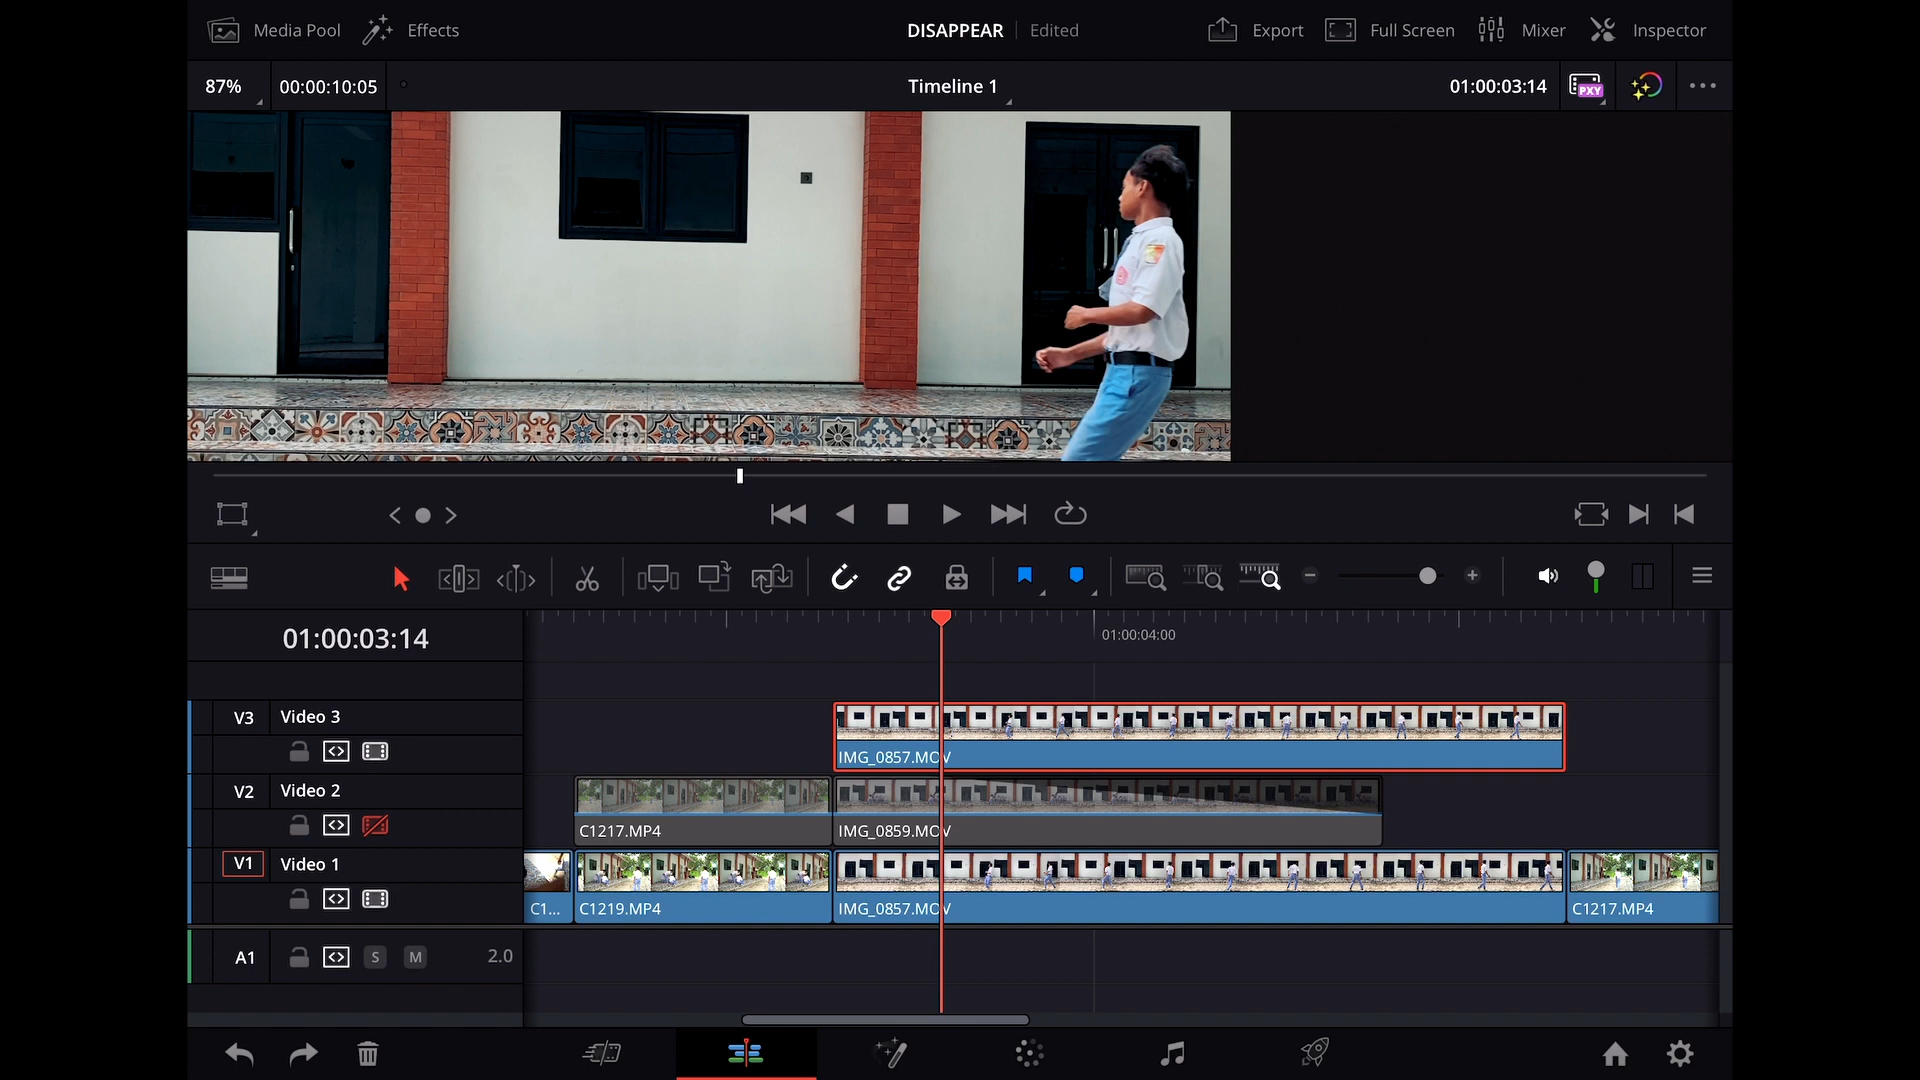 Media Pool
Effects
DISAPPEAR
Edited
Export
Full Screen
Mixer
Inspector
87%
00:00:10:05
Timeline 1
01:00:03:14
PXY
01:00:03:14
01:00:04:00
V3
Video 3
IMG_0857.MOV
V2
Video 2
C1217.MP4
IMG_0859.MOV
V1
Video 1
C1...
C1219.MP4
IMG_0857.MOV
C1217.MP4
A1
S
M
2.0